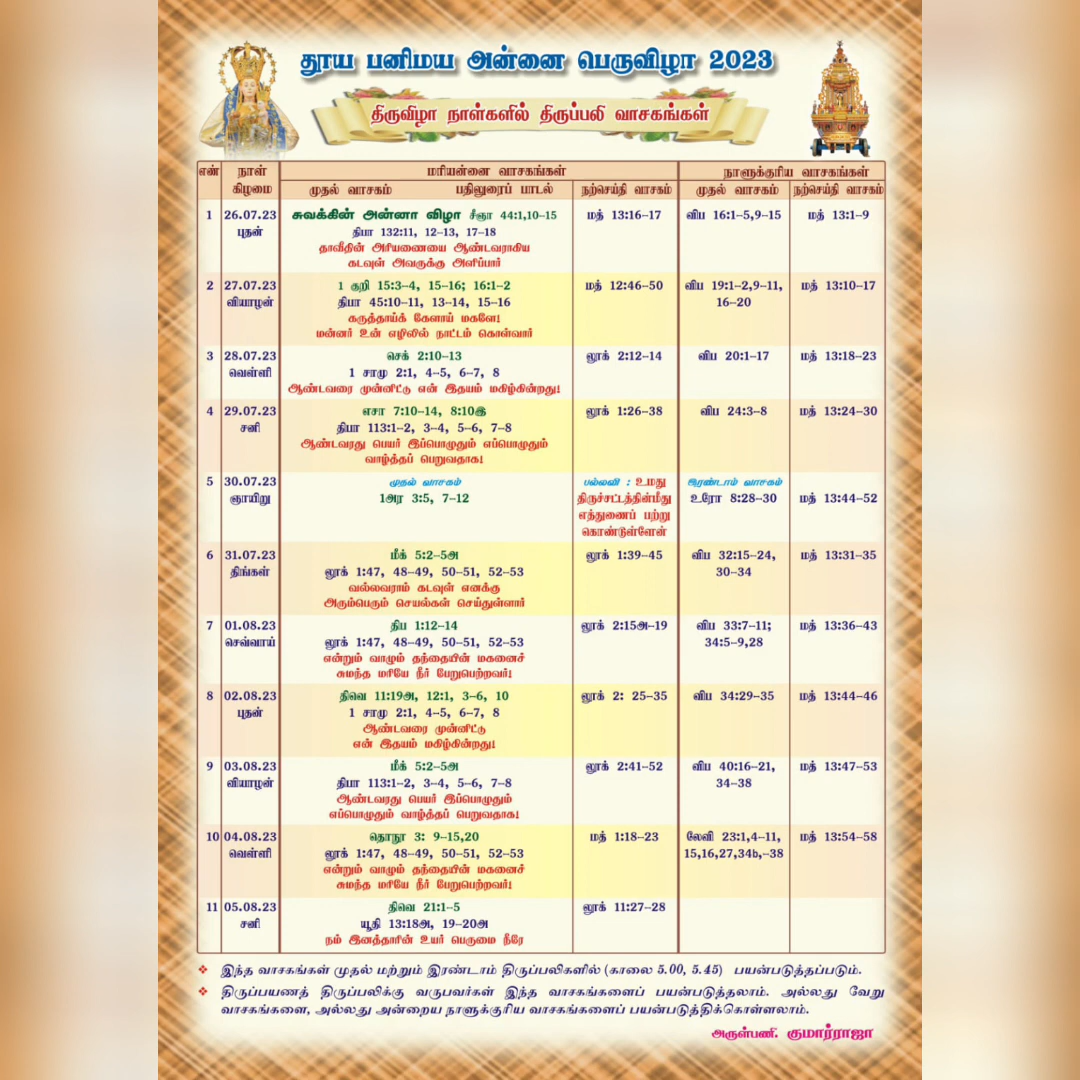 தூய பனிமய அன்னை பெருவிழா 2023
திருவிழா நாள்களில் திருப்பலி வாசகங்கள்
எண் நாள் மரியன்னை வாசகங்கள் நாளுக்குரிய வாசகங்கள்
கிழமை முதல் வாசகம் பதிலுரைப் பாடல் நற்செய்தி வாசகம் முதல் வாசகம் நற்செய்தி வாசகம்
1 26.07.23 சுவக்கின் அன்னா விழா சீஞா 44:1,10-15 மத் 13:16-17 விப 16:1-5,9-15 மத் 13:1-9
புதன் திபா 132:11, 12-13, 17-18
தாவீதின் அரியணையை ஆண்டவராகிய
கடவுள் அவருக்கு அளிப்பார்
2 27.07.23 1 குறி 15:3-4, 15-16; 16:1-2 மத் 12:46-50 விப 19:1-2,9-11, மத் 13:10-17
வியாழன் திபா 45:10-11, 13-14, 15-16 16-20
கருத்தாய்க் கேளாய் மகளே!
மன்னர் உன் எழிலில் நாட்டம் கொள்வார்
3 28.07.23 செக் 2:10-13 லூக் 2:12-14 விப 20:1-17 மத் 13:18-23
வெள்ளி 1 சாமு 2:1, 4-5, 6-7, 8
ஆண்டவரை முன்னிட்டு என் இதயம் மகிழ்கின்றது!
4 29.07.23 எசா 7:10-14, 8:10இ லூக் 1:26-38 விப 24:3-8 மத் 13:24-30
சனி திபா 113:1-2, 3-4, 5-6, 7-8
ஆண்டவரது பெயர் இப்பொழுதும் எப்பொழுதும்
வாழ்த்தப் பெறுவதாக!
5 30.07.23 முதல் வாசகம் பல்லவி : உமது இரண்டாம் வாசகம்
ஞாயிறு 1அர 3:5, 7-12 திருச்சட்டத்தின்மீது உரோ 8:28-30 மத் 13:44-52
எத்துணைப் பற்று
கொண்டுள்ளேன்
6 31.07.23 மீக் 5:2-5அ லூக் 1:39-45 விப 32:15-24, மத் 13:31-35
திங்கள் லூக் 1:47, 48-49, 50-51, 52-53 30-34
வல்லவராம் கடவுள் எனக்கு
அரும்பெரும் செயல்கள் செய்துள்ளார்
7 01.08.23 திப 1:12-14 லூக் 2:15அ-19 விப 33:7-11; மத் 13:36-43
செவ்வாய் லூக் 1:47, 48-49, 50-51, 52-53 34:5-9,28
என்றும் வாழும் தந்தையின் மகனைச்
சுமந்த மரியே நீர் பேறுபெற்றவர்!
8 02.08.23 திவெ 11:19அ, 12:1, 3-6, 10 லூக் 2: 25-35 விப 34:29-35 மத் 13:44-46
புதன் 1 சாமு 2:1, 4-5, 6-7, 8
ஆண்டவரை முன்னிட்டு
என் இதயம் மகிழ்கின்றது!
9 03.08.23 மீக் 5:2-5அ லூக் 2:41-52 விப 40:16-21, மத் 13:47-53
வியாழன் திபா 113:1-2, 3-4, 5-6, 7-8 34-38
ஆண்டவரது பெயர் இப்பொழுதும்
எப்பொழுதும் வாழ்த்தப் பெறுவதாக!
10 04.08.23 தொநூ 3: 9-15,20 மத் 1:18-23 லேவி 23:1,4-11, மத் 13:54-58
வெள்ளி லூக் 1:47, 48-49, 50-51, 52-53 15,16,27,34b,-38
என்றும் வாழும் தந்தையின் மகனைச்
சுமந்த மரியே நீர் பேறுபெற்றவர்!
11 05.08.23 திவெ 21:1-5 லூக் 11:27-28
சனி யூதி 13:18அ, 19-20அ
நம் இனத்தாரின் உயர் பெருமை நீரே
❖ இந்த வாசகங்கள் முதல் மற்றும் இரண்டாம் திருப்பலிகளில் (காலை 5.00, 5.45) பயன்படுத்தப்படும்.
❖ திருப்பயணத் திருப்பலிக்கு வருபவர்கள் இந்த வாசகங்களைப் பயன்படுத்தலாம். அல்லது வேறு
வாசகங்களை, அல்லது அன்றைய நாளுக்குரிய வாசகங்களைப் பயன்படுத்திக்கொள்ளலாம்.
அருள்பணி. குமார்ராஜா